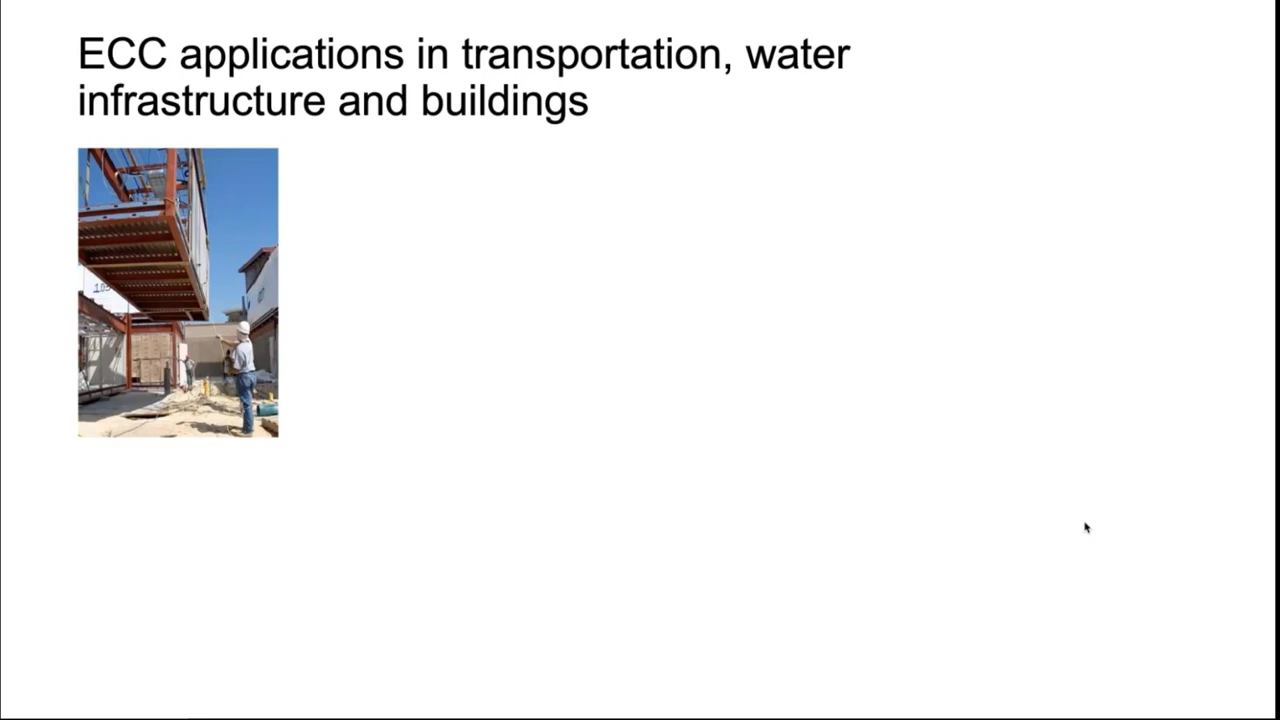 ECC applications in transportation, water
infrastructure and buildings